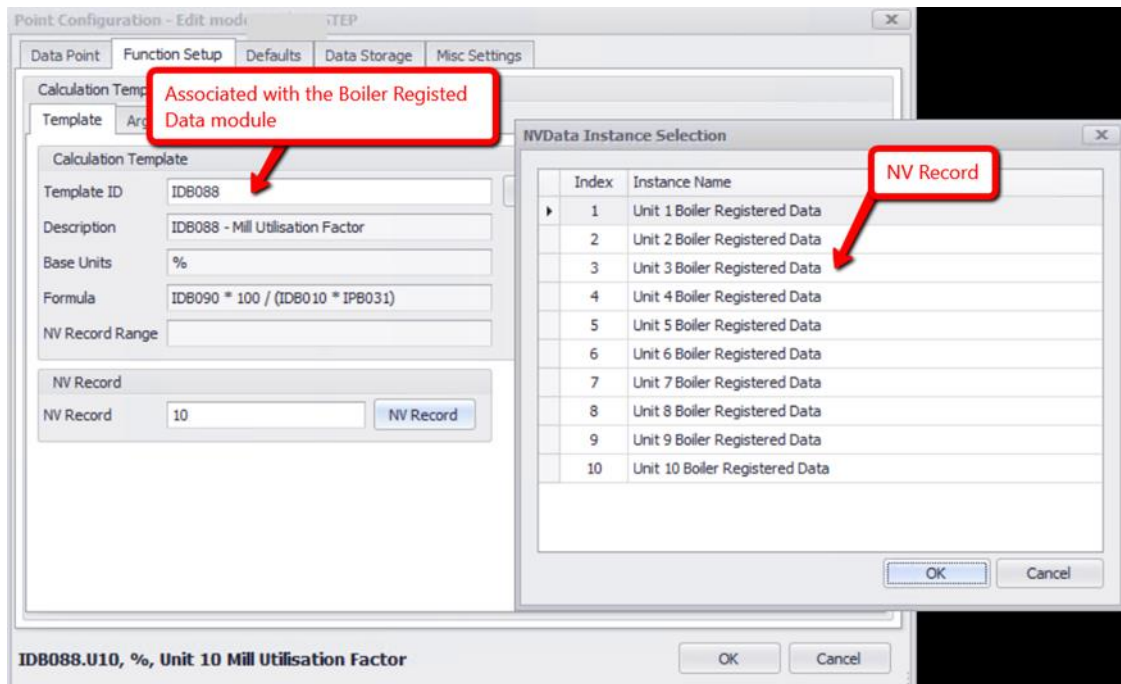 Point Configuration - Edit mode STEP
Data Point Function Setup Defaults Data Storage Misc Settings
Calculation Temp
Associated with the Boiler Registed
Data module
Template Arg
Calculation Template
Template ID IDB088
Description IDB088 - Mill Utilisation Factor
Base Units %
Formula IDB090 * 100 / (IDB010 * IPB031)
NV Record Range
NV Record
NV Record 10 NV Record
IDB088.U10, %, Unit 10 Mill Utilisation Factor
OK Cancel
NVData Instance Selection
NV Record
Index Instance Name
1 Unit 1 Boiler Registered Data
2 Unit 2 Boiler Registered Data
3 Unit 3 Boiler Registered Data
4 Unit 4 Boiler Registered Data
5 Unit 5 Boiler Registered Data
6 Unit 6 Boiler Registered Data
7 Unit 7 Boiler Registered Data
8 Unit 8 Boiler Registered Data
9 Unit 9 Boiler Registered Data
10 Unit 10 Boiler Registered Data
OK Cancel